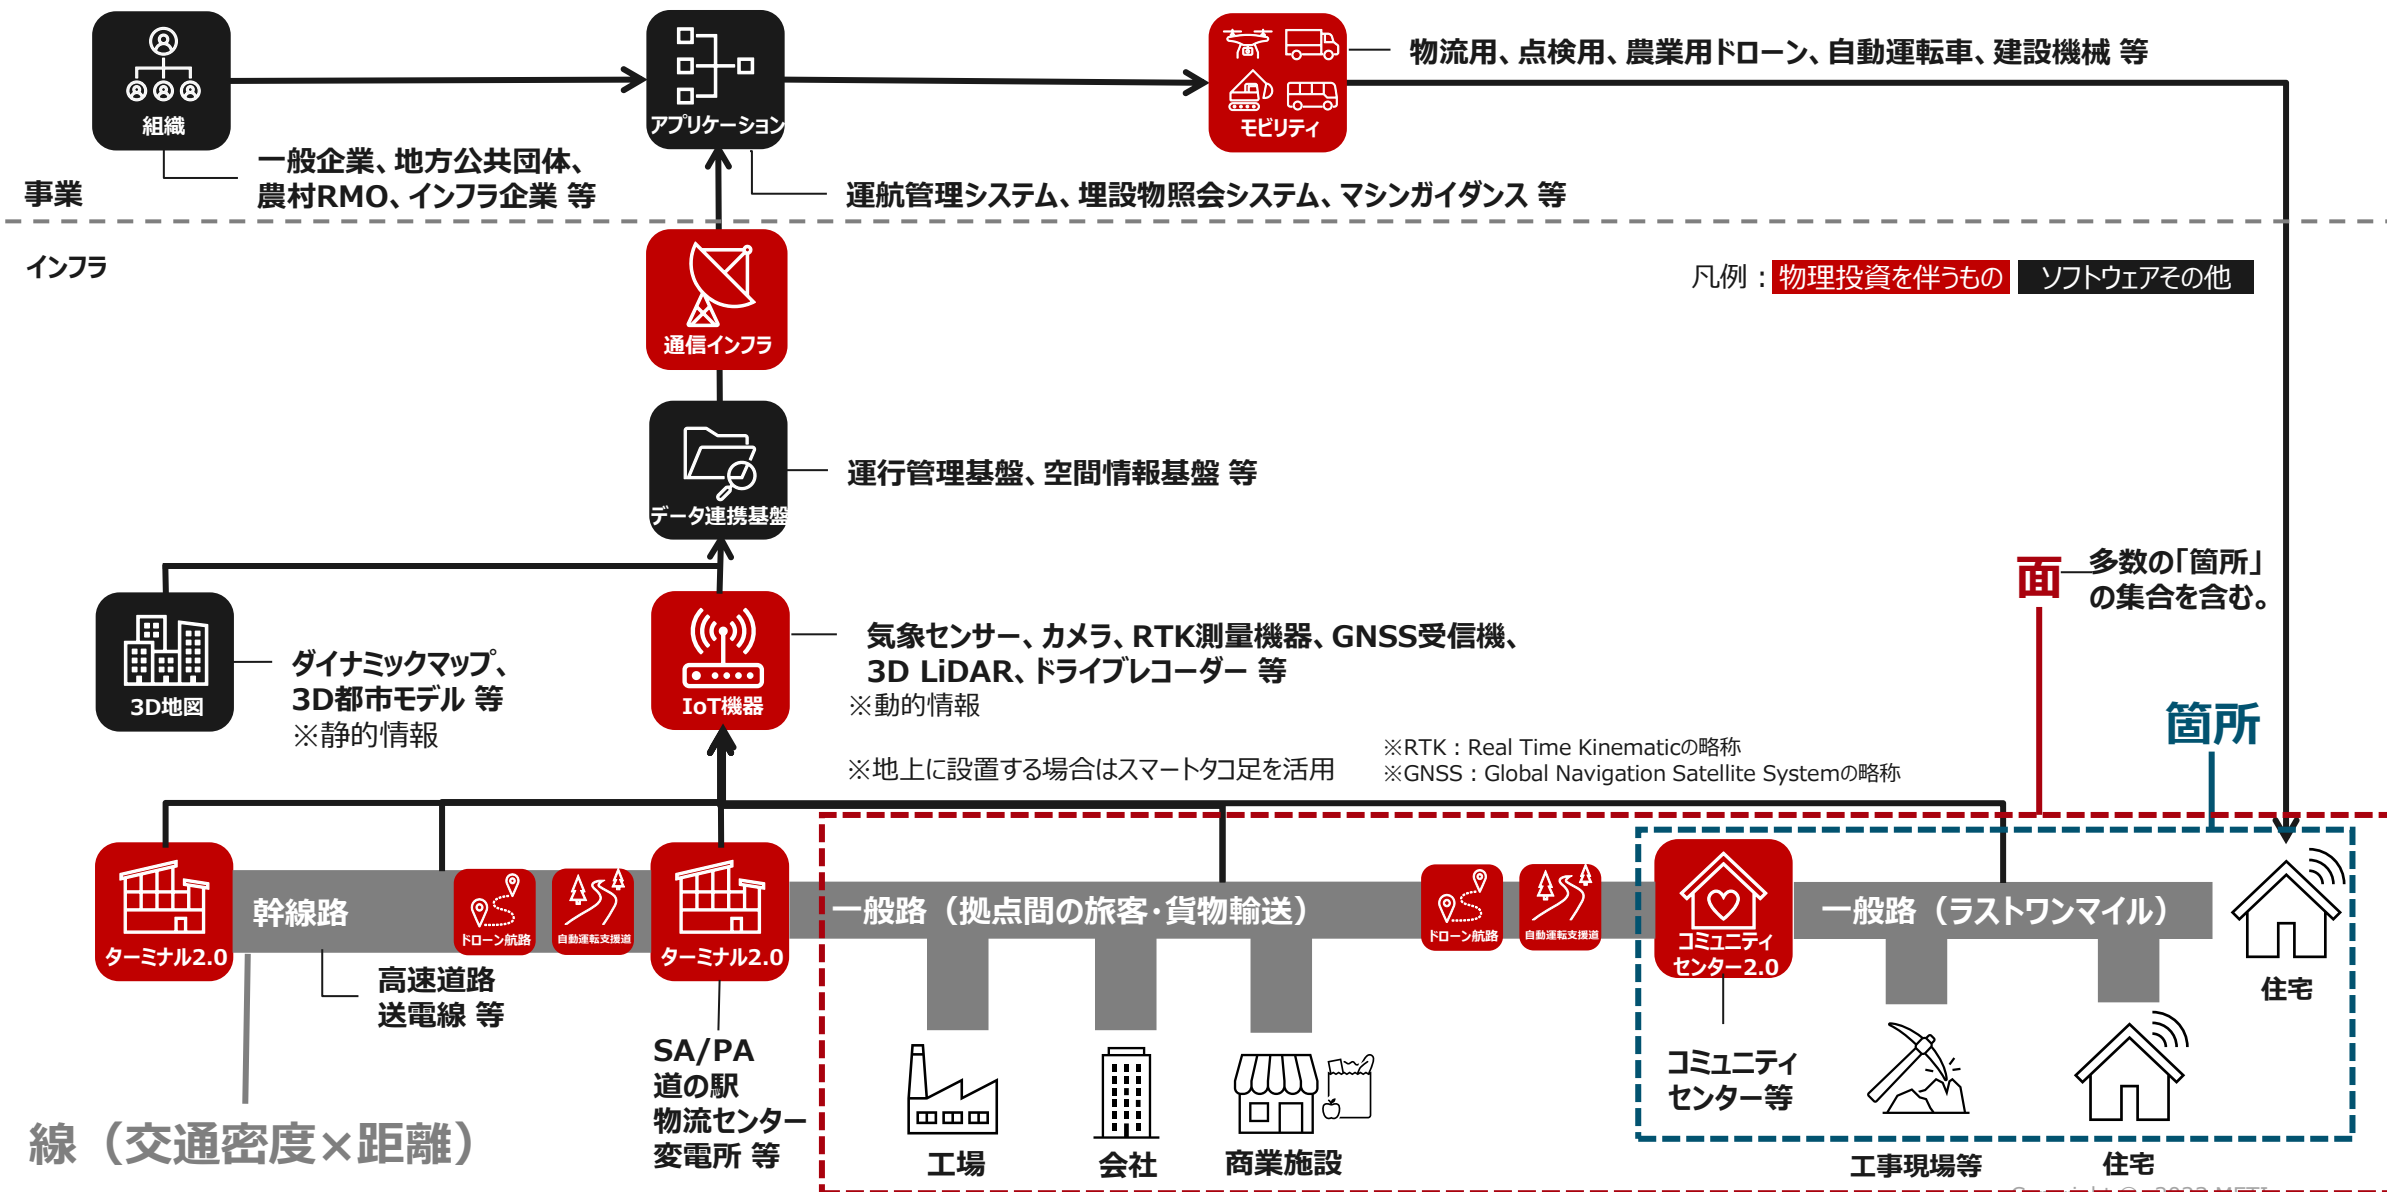 組織
アプリケーション
モビリティ
物流用、点検用、農業用ドローン、自動運転車、建設機械 等
一般企業、地方公共団体、
農村RMO、インフラ企業 等
運航管理システム、埋設物照会システム、マシンガイダンス 等
事業
インフラ
凡例：
物理投資を伴うもの
ソフトウェアその他
通信インフラ
データ連携基盤
運行管理基盤、空間情報基盤 等
面
多数の「箇所」
の集合を含む。
箇所
3D地図
ダイナミックマップ、
3D都市モデル 等
※静的情報
IoT機器
気象センサー、カメラ、RTK測量機器、GNSS受信機、
3D LiDAR、ドライブレコーダー 等
※動的情報
※地上に設置する場合はスマートタコ足を活用
※RTK：Real Time Kinematicの略称
※GNSS：Global Navigation Satellite Systemの略称
ターミナル2.0
幹線路
ドローン航路
自動運転支援道
ターミナル2.0
一般路（拠点間の旅客・貨物輸送）
ドローン航路
自動運転支援道
コミュニティ
センター2.0
一般路（ラストワンマイル）
住宅
高速道路
送電線 等
SA/PA
道の駅
物流センター
変電所 等
コミュニティ
センター等
線（交通密度×距離）
工場
会社
商業施設
工事現場等
住宅